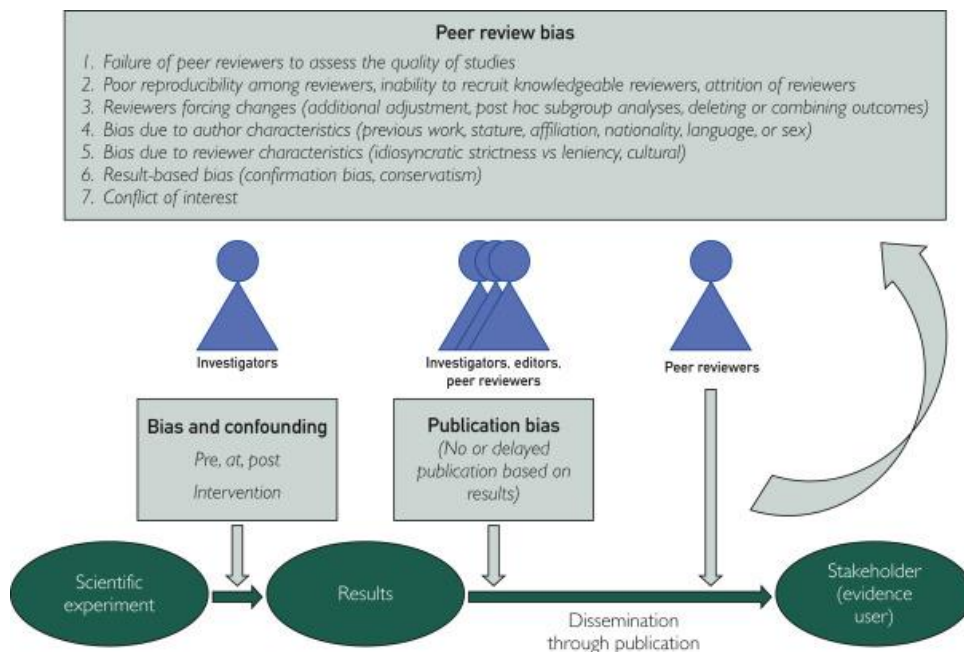 Peer review bias
1. Failure of peer reviewers to assess the quality of studies
2. Poor reproducibility among reviewers, inability to recruit knowledgeable reviewers, attrition of reviewers
3. Reviewers forcing changes (additional adjustment, post hoc subgroup analyses, deleting or combining outcomes)
4. Bias due to author characteristics (previous work, stature, affiliation, nationality, language, or sex)
5. Bias due to reviewer characteristics (idiosyncratic strictness vs leniency, cultural)
6. Result-based bias (confirmation bias, conservatism)
7. Conflict of interest
Investigators
Investigators, editors,
peer reviewers
Peer reviewers
Bias and confounding
Pre, at, post
Intervention
Publication bias
(No or delayed
publication based on
results)
Scientific
experiment
Results
Dissemination
through publication
Stakeholder
(evidence
user)